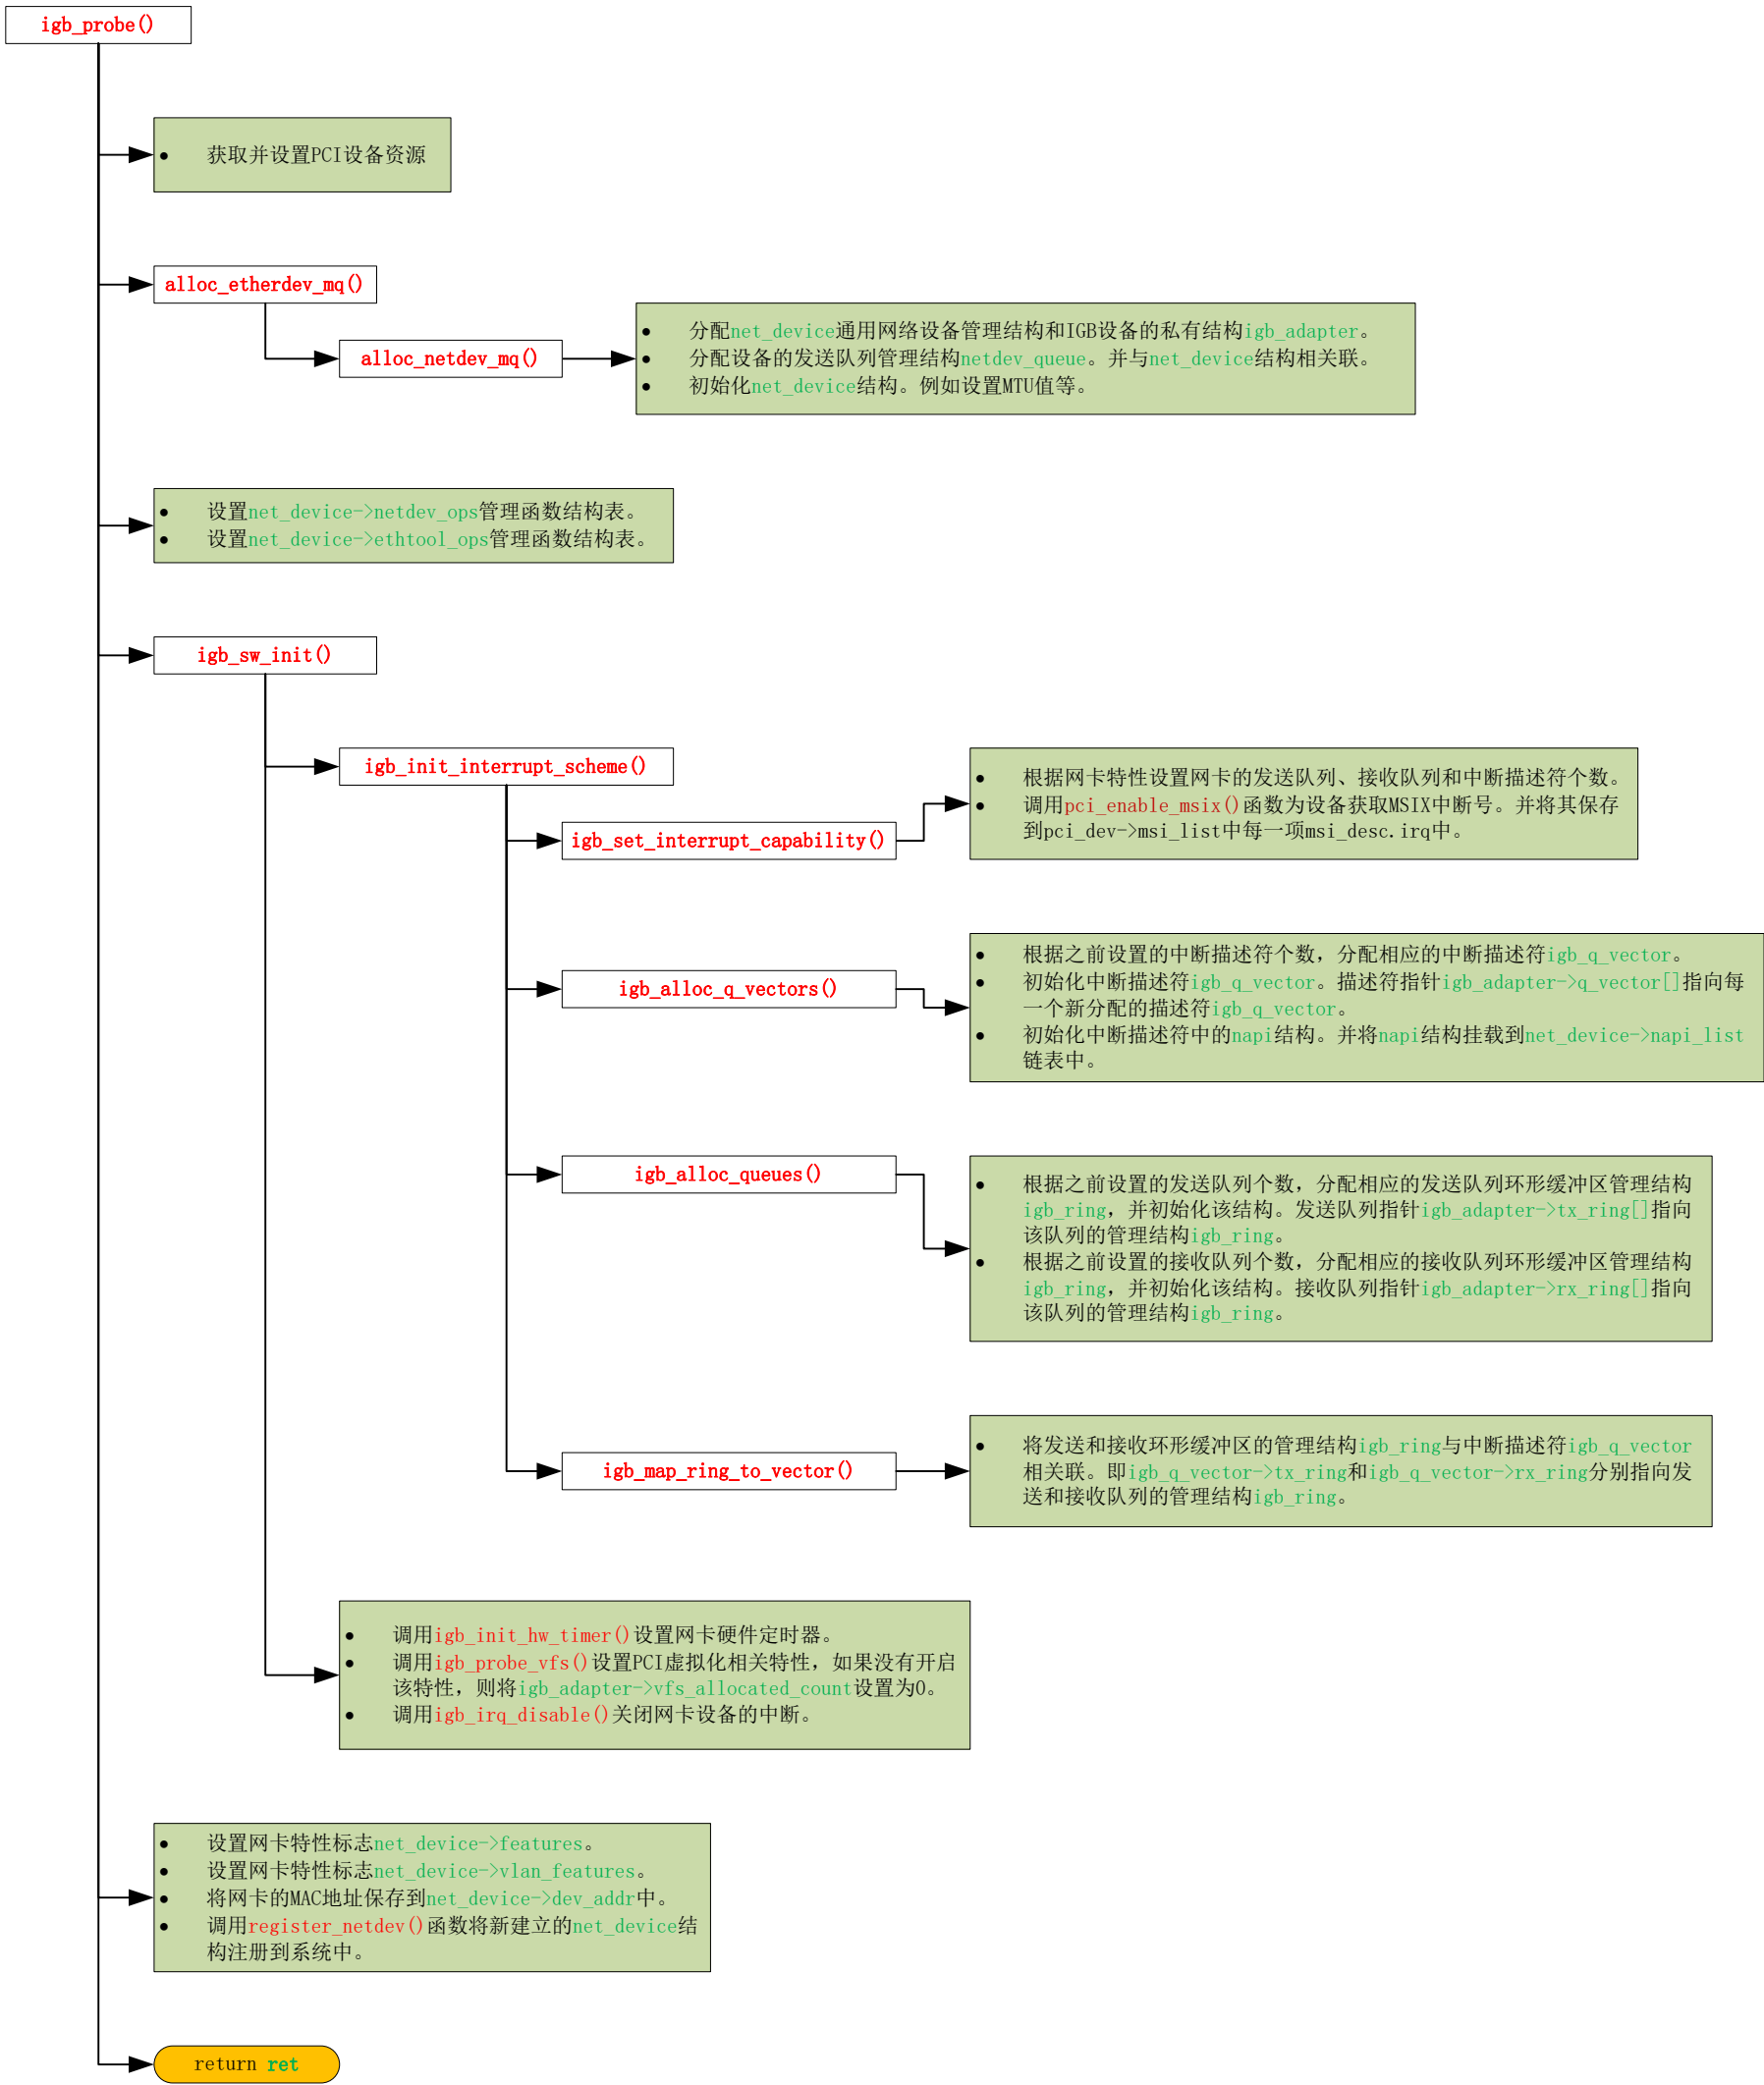 igb_probe()
● 获取并设置PCI设备资源
alloc_etherdev_mq()
alloc_netdev_mq()
● 分配net_device通用网络设备管理结构和IGB设备的私有结构igb_adapter。
● 分配设备的发送队列管理结构netdev_queue。并与net_device结构相关联。
● 初始化net_device结构。例如设置MTU值等。
● 设置net_device->netdev_ops管理函数结构表。
● 设置net_device->ethtool_ops管理函数结构表。
igb_sw_init()
igb_init_interrupt_scheme()
igb_set_interrupt_capability()
● 根据网卡特性设置网卡的发送队列、接收队列和中断描述符个数。
● 调用pci_enable_msix()函数为设备获取MSIX中断号。并将其保存
到pci_dev->msi_list中每一项msi_desc.irq中。
igb_alloc_q_vectors()
● 根据之前设置的中断描述符个数，分配相应的中断描述符igb_q_vector。
● 初始化中断描述符igb_q_vector。描述符指针igb_adapter->q_vector[]指向每
一个新分配的描述符igb_q_vector。
● 初始化中断描述符中的napi结构。并将napi结构挂载到net_device->napi_list
链表中。
igb_alloc_queues()
● 根据之前设置的发送队列个数，分配相应的发送队列环形缓冲区管理结构
igb_ring，并初始化该结构。发送队列指针igb_adapter->tx_ring[]指向
该队列的管理结构igb_ring。
● 根据之前设置的接收队列个数，分配相应的接收队列环形缓冲区管理结构
igb_ring，并初始化该结构。接收队列指针igb_adapter->rx_ring[]指向
该队列的管理结构igb_ring。
igb_map_ring_to_vector()
● 将发送和接收环形缓冲区的管理结构igb_ring与中断描述符igb_q_vector
相关联。即igb_q_vector->tx_ring和igb_q_vector->rx_ring分别指向发
送和接收队列的管理结构igb_ring。
● 调用igb_init_hw_timer()设置网卡硬件定时器。
● 调用igb_probe_vfs()设置PCI虚拟化相关特性，如果没有开启
该特性，则将igb_adapter->vfs_allocated_count设置为0。
● 调用igb_irq_disable()关闭网卡设备的中断。
● 设置网卡特性标志net_device->features。
● 设置网卡特性标志net_device->vlan_features。
● 将网卡的MAC地址保存到net_device->dev_addr中。
● 调用register_netdev()函数将新建立的net_device结
构注册到系统中。
return ret